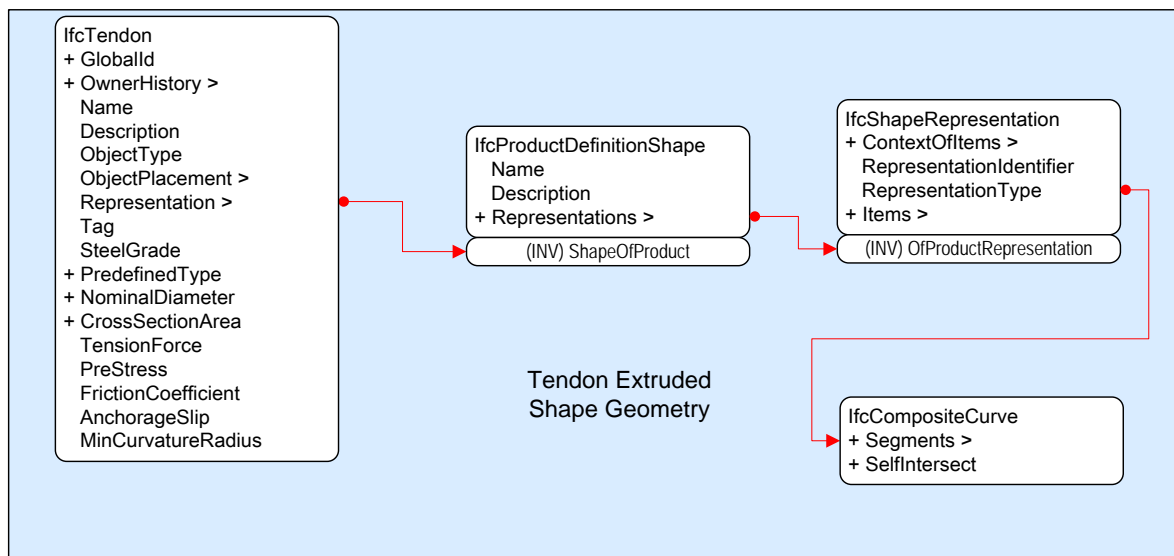 IfcTendon
+ GlobalId
+ OwnerHistory >
Name
Description
ObjectType
ObjectPlacement >
Representation >
Tag
SteelGrade
+ PredefinedType
+ NominalDiameter
+ CrossSectionArea
TensionForce
PreStress
FrictionCoefficient
AnchorageSlip
MinCurvatureRadius
IfcProductDefinitionShape
Name
Description
+ Representations >
(INV) ShapeOfProduct
IfcShapeRepresentation
+ ContextOfItems >
RepresentationIdentifier
RepresentationType
+ Items >
(INV) OfProductRepresentation
Tendon Extruded
Shape Geometry
IfcCompositeCurve
+ Segments >
+ SelfIntersect